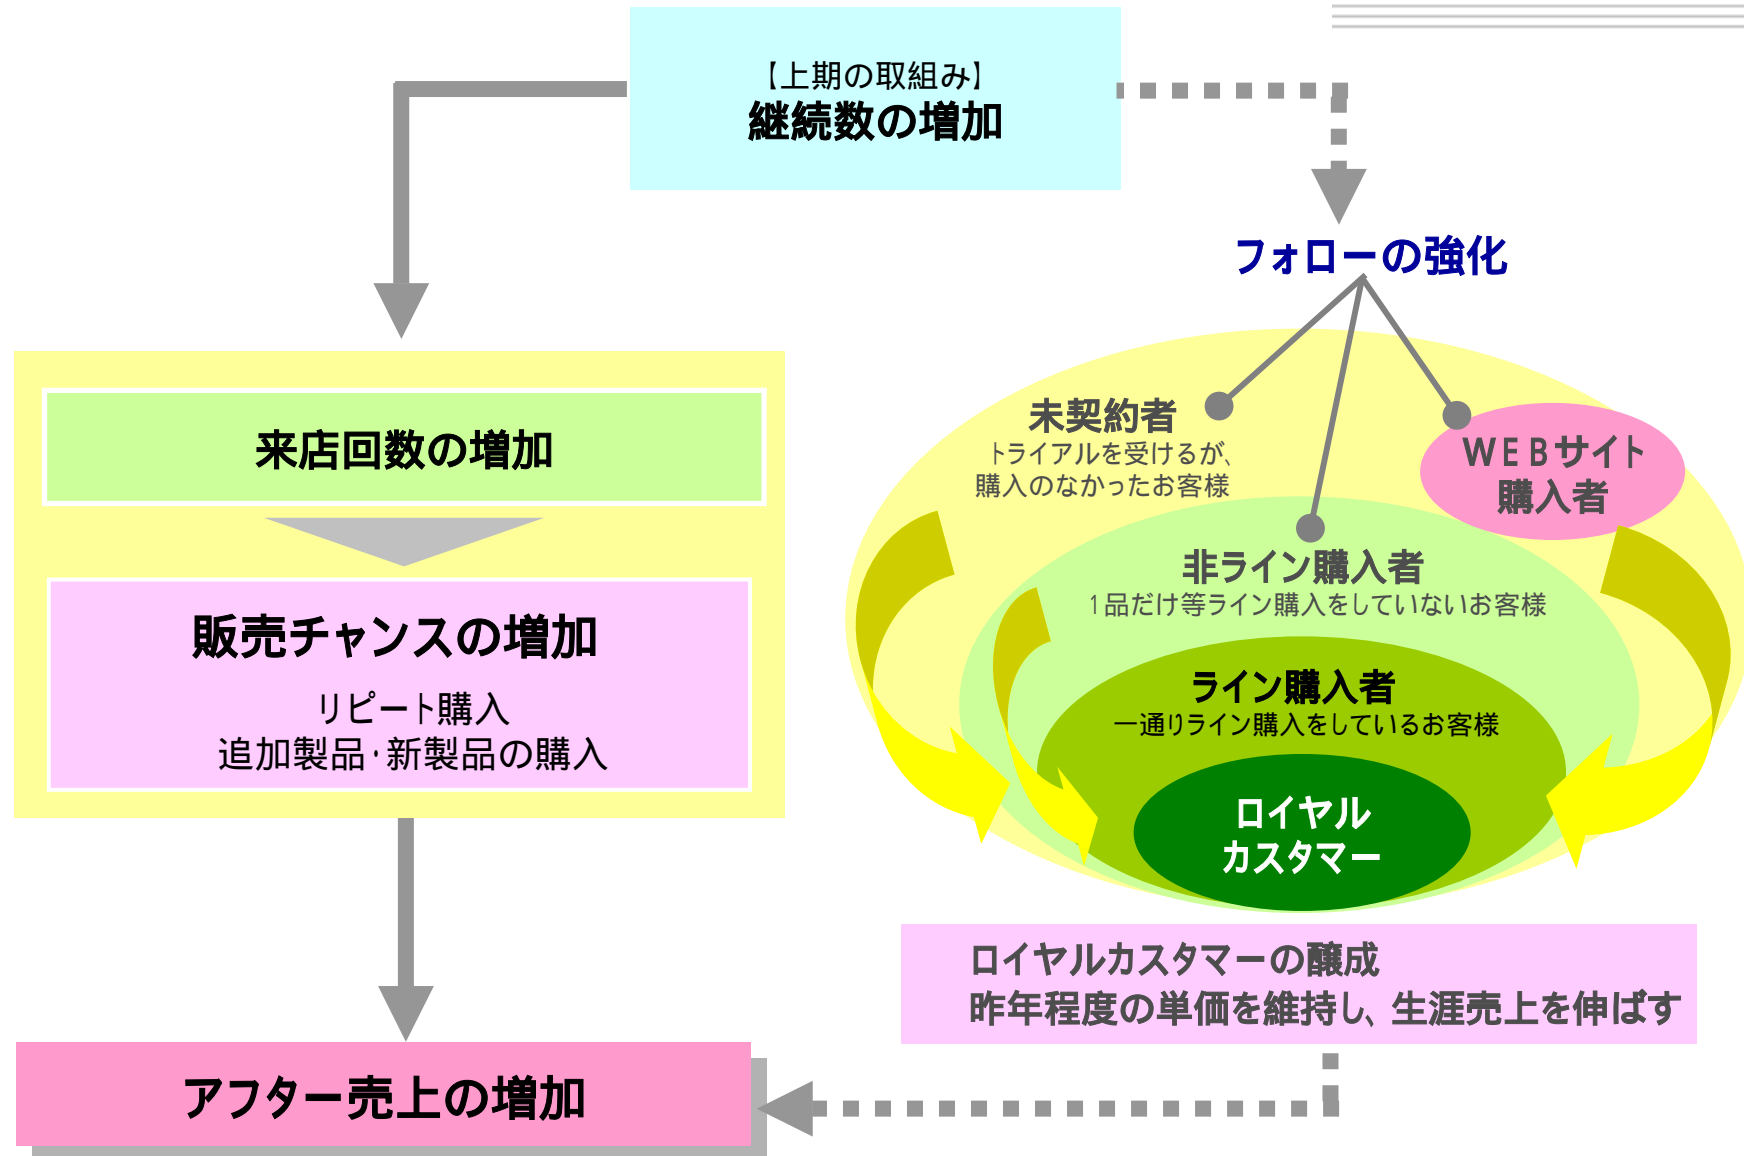 【上期の取組み】
継続数の増加
フォローの強化
来店回数の増加
販売チャンスの増加
リピート購入
追加製品・新製品の購入
アフター売上の増加
未契約者
トライアルを受けるが、
購入のなかったお客様
ＷＥＢサイト
購入者
非ライン購入者
1品だけ等ライン購入をしていないお客様
ライン購入者
一通りライン購入をしているお客様
ロイヤル
カスタマー
ロイヤルカスタマーの醸成
昨年程度の単価を維持し、生涯売上を伸ばす